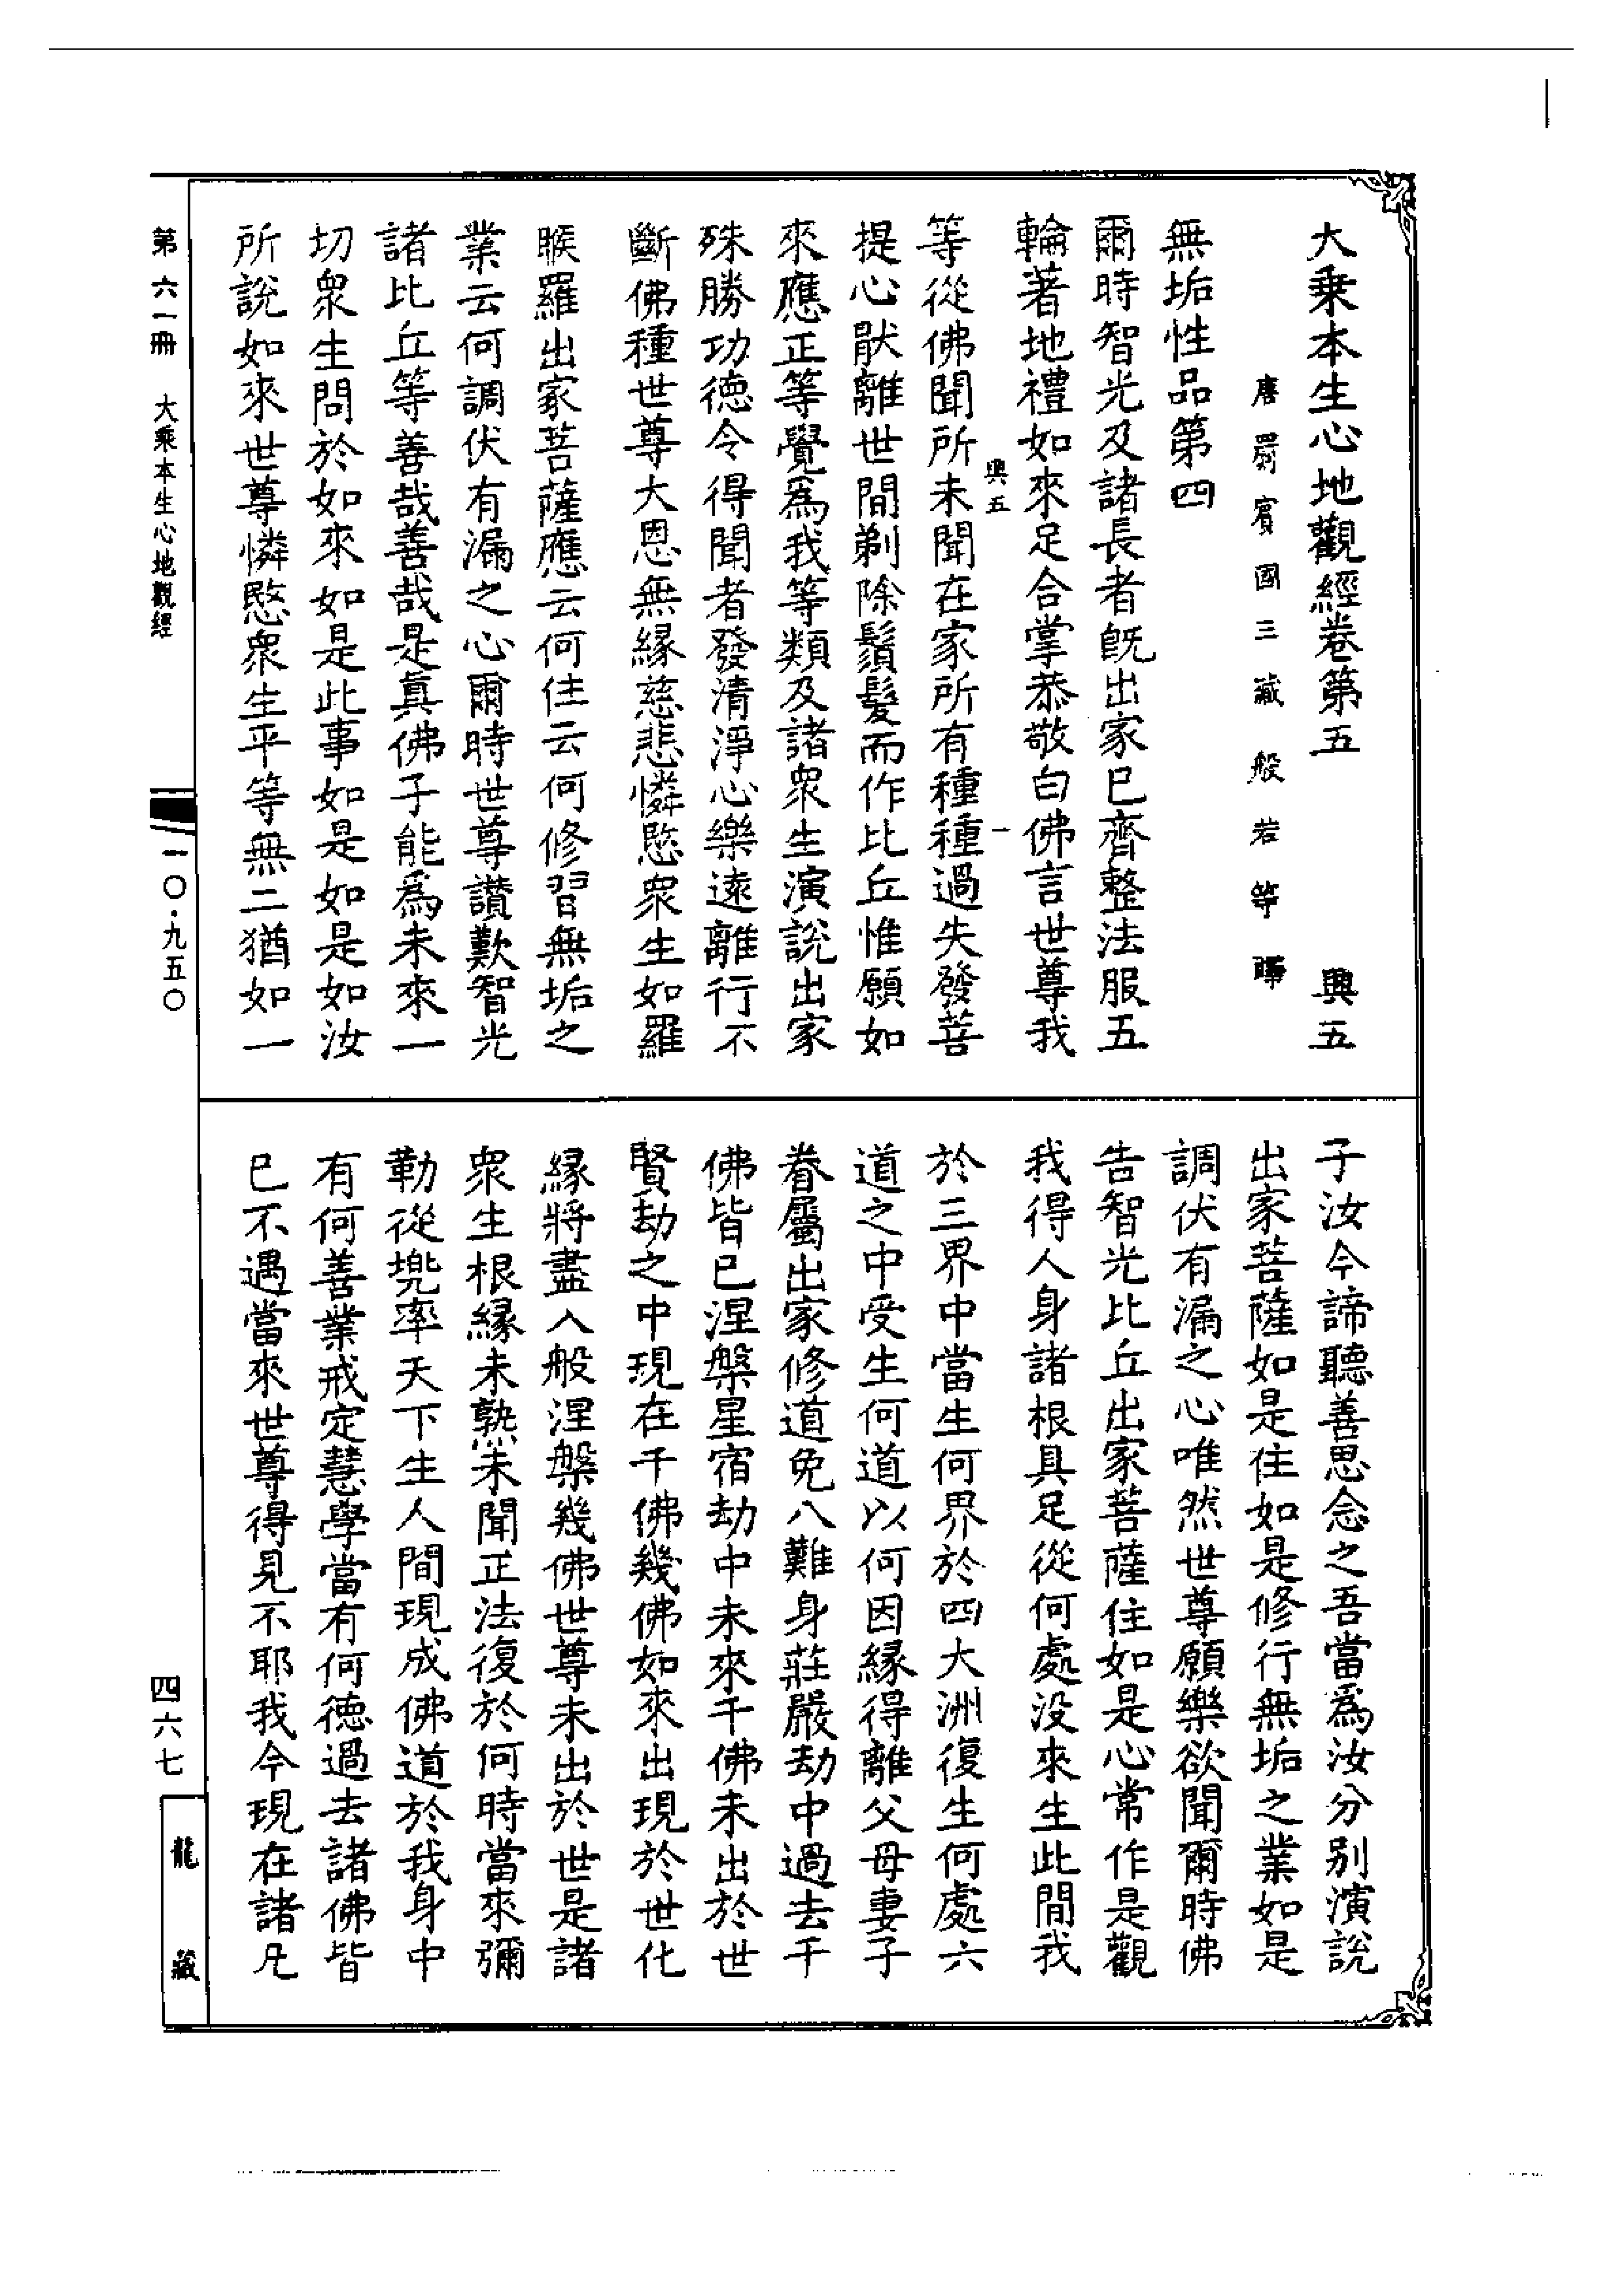 大乘本生心地觀經卷第五　興五
唐罽賓國三藏般若等譯
無垢性品第四
爾時智光及諸長者旣出家已齊整法服五
輪著地禮如來足合掌恭敬白佛言世尊我
興五　一
等從佛聞所未聞在家所有種種過失發菩
提心猒離世間剃除鬚髮而作比丘惟願如
來應正等覺爲我等類及諸衆生演說出家
殊勝功德令得聞者發清淨心樂遠離行不
斷佛種世尊大恩無緣慈悲憐愍衆生如羅
睺羅出家菩薩應云何住云何修習無垢之
業云何調伏有漏之心爾時世尊讚歎智光
諸比丘等善哉善哉是眞佛子能爲未來一
切衆生問於如來如是此事如是如是如汝
所說如來世尊憐愍衆生平等無二猶如一
子汝今諦聽善思念之吾當爲汝分別演說
出家菩薩如是住如是修行無垢之業如是
調伏有漏之心唯然世尊願樂欲聞爾時佛
告智光比丘出家菩薩住如是心常作是觀
我得人身諸根具足從何處没來生此間我
於三界中當生何界於四大洲復生何處六
道之中受生何道以何因緣得離父母妻子
眷屬出家修道免八難身莊嚴劫中過去千
佛皆已涅槃星宿劫中未來千佛未出於世
賢劫之中現在千佛幾佛如來出現於世化
緣將盡入般涅槃幾佛世尊未出於世是諸
衆生根緣未熟未聞正法復於何時當來彌
勒從兜率天下生人間現成佛道於我身中
有何善業戒定慧學當有何德過去諸佛皆
已不遇當來世尊得見不耶我今現在諸凡
第六一冊　大乘本生心地觀經
一〇·九五〇
四六七
龍藏